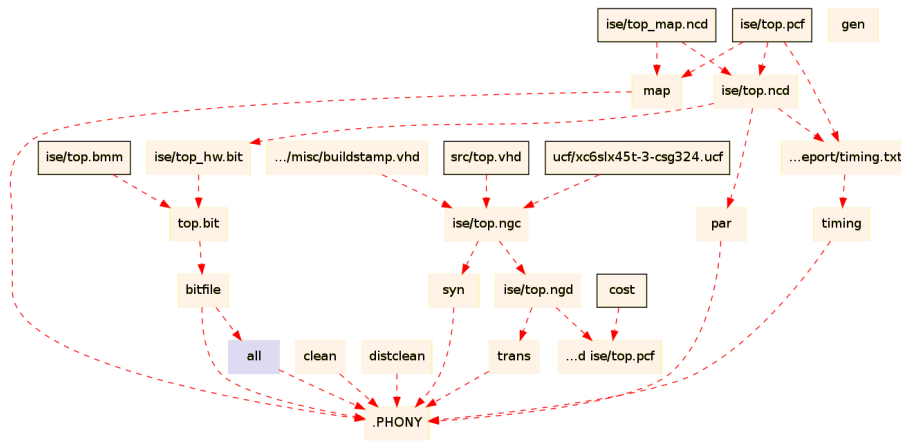 ise/top_map.ncd
ise/top.pcf
gen
map
ise/top.ncd
ise/top.bmm
ise/top_hw.bit
.../misc/buildstamp.vhd
src/top.vhd
ucf/xc6slx45t-3-csg324.ucf
...eport/timing.txt
top.bit
ise/top.ngc
par
timing
bitfile
syn
ise/top.ngd
cost
all
clean
distclean
trans
...d ise/top.pcf
.PHONY